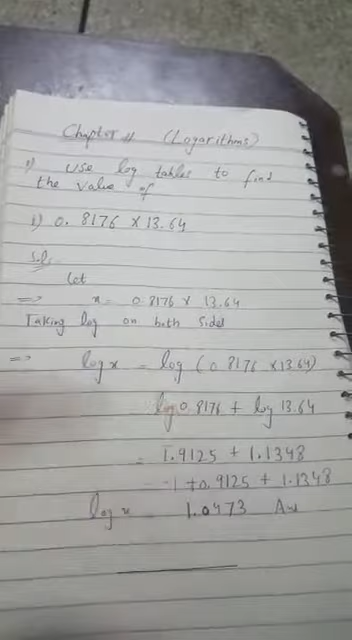 Chapter # (Logarithms)
1) Use log tables to find
the value of
i) 0.8176 × 13.64
Sol,
Let
=> x = 0.8176 × 13.64
Taking log on both sides
=> log x = log (0.8176 × 13.64)
log 0.8176 + log 13.64
= 1.9125 + 1.1348
-1 + 0.9125 + 1.1348
log x 1.0473 Ans